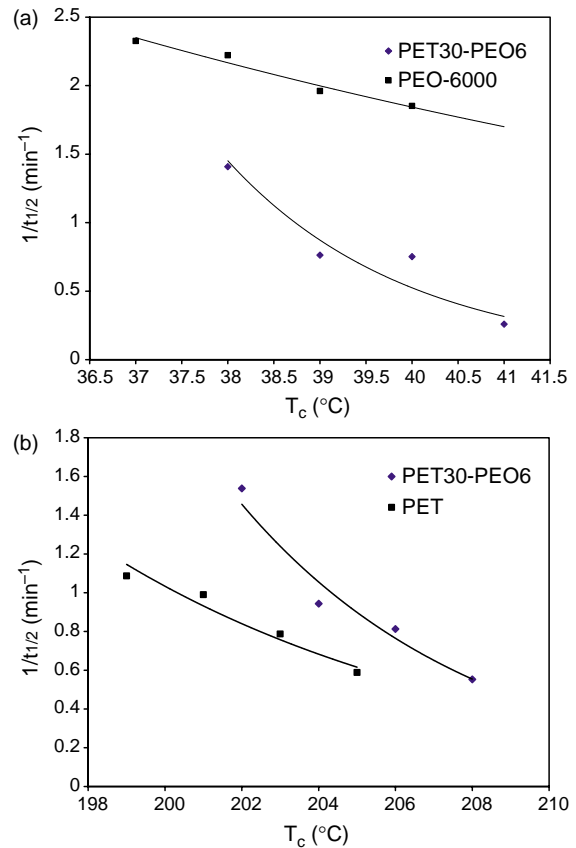 (a)
2.5
2
1.5
1
0.5
0
1/t1/2 (min−1)
PET30-PEO6
PEO-6000
36.5 37 37.5 38 38.5 39 39.5 40 40.5 41 41.5
Tc (°C)
(b)
1.8
1.6
1.4
1.2
1
0.8
0.6
0.4
0.2
0
1/t1/2 (min−1)
PET30-PEO6
PET
198 200 202 204 206 208 210
Tc (°C)